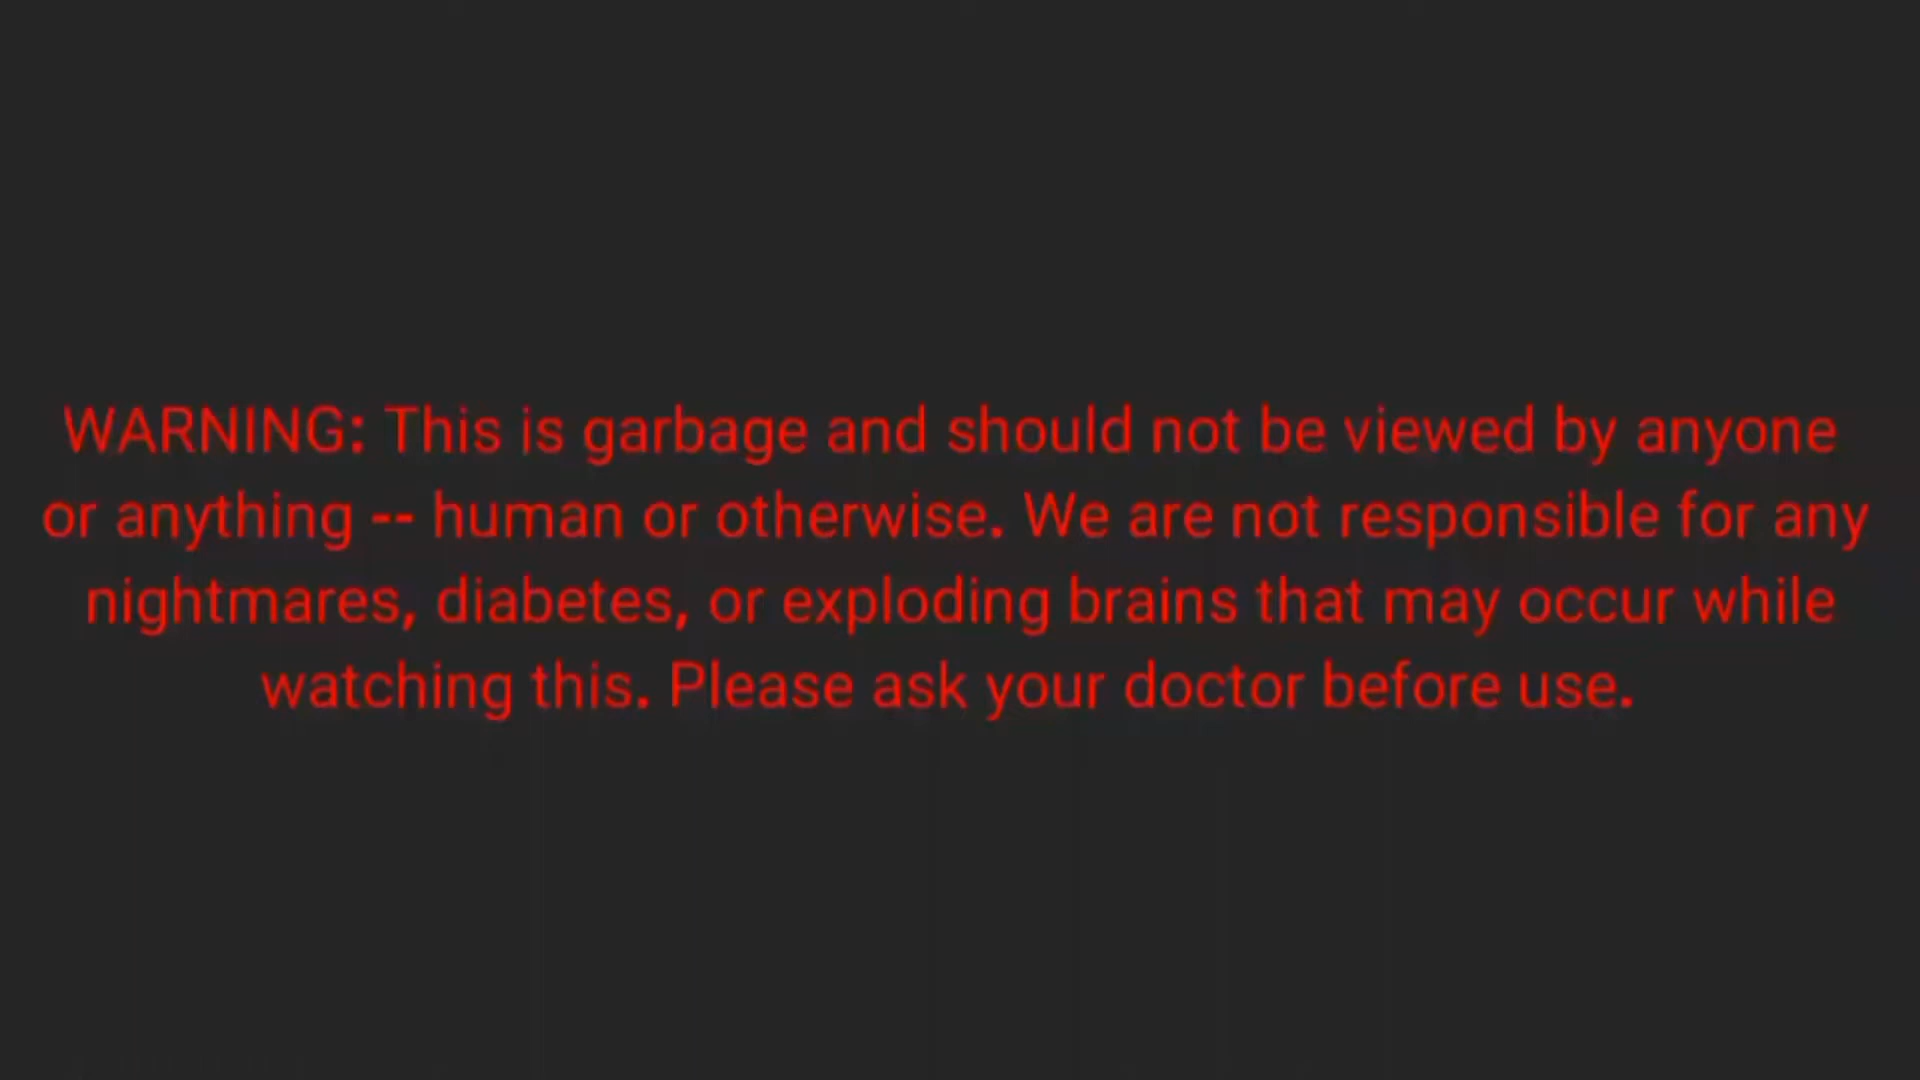 WARNING: This is garbage and should not be viewed by anyone
or anything -- human or otherwise. We are not responsible for any
nightmares, diabetes, or exploding brains that may occur while
watching this. Please ask your doctor before use.